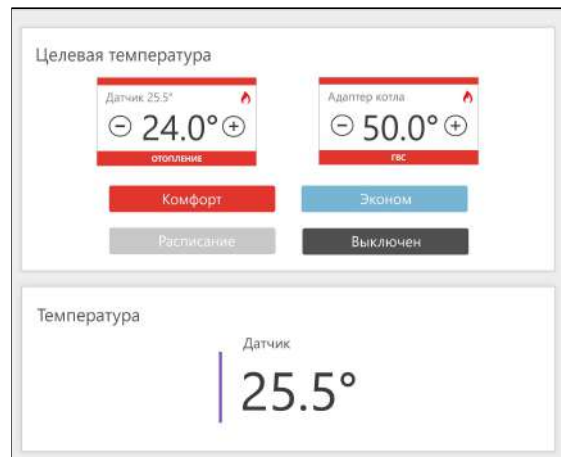 Целевая температура
Датчик 25.5°
24.0°
ОТОПЛЕНИЕ
Адаптер котла
50.0°
ГВС
Комфорт
Эконом
Расписание
Выключен
Температура
Датчик
25.5°